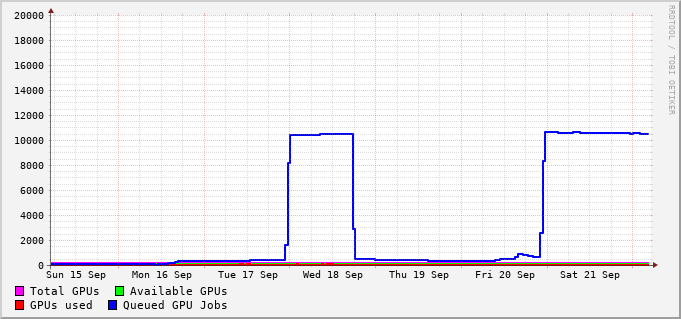 20000
18000
16000
14000
12000
10000
8000
6000
4000
2000
0
Sun 15 Sep Mon 16 Sep Tue 17 Sep Wed 18 Sep Thu 19 Sep Fri 20 Sep Sat 21 Sep
Total GPUs Available GPUs
GPUs used Queued GPU Jobs
RRDTOOL / TOBI OETIKER